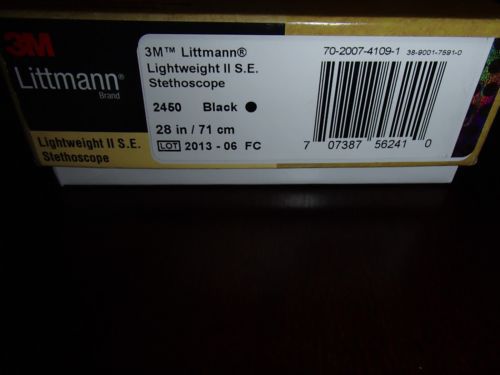 3M
Littmann®
Brand
Lightweight II S.E.
Stethoscope
3M™ Littmann®
Lightweight II S.E.
Stethoscope
2450 Black
28 in / 71 cm
LOT 2013 - 06 FC
70-2007-4109-1 38-9001-7591-0
7 07387 56241 0